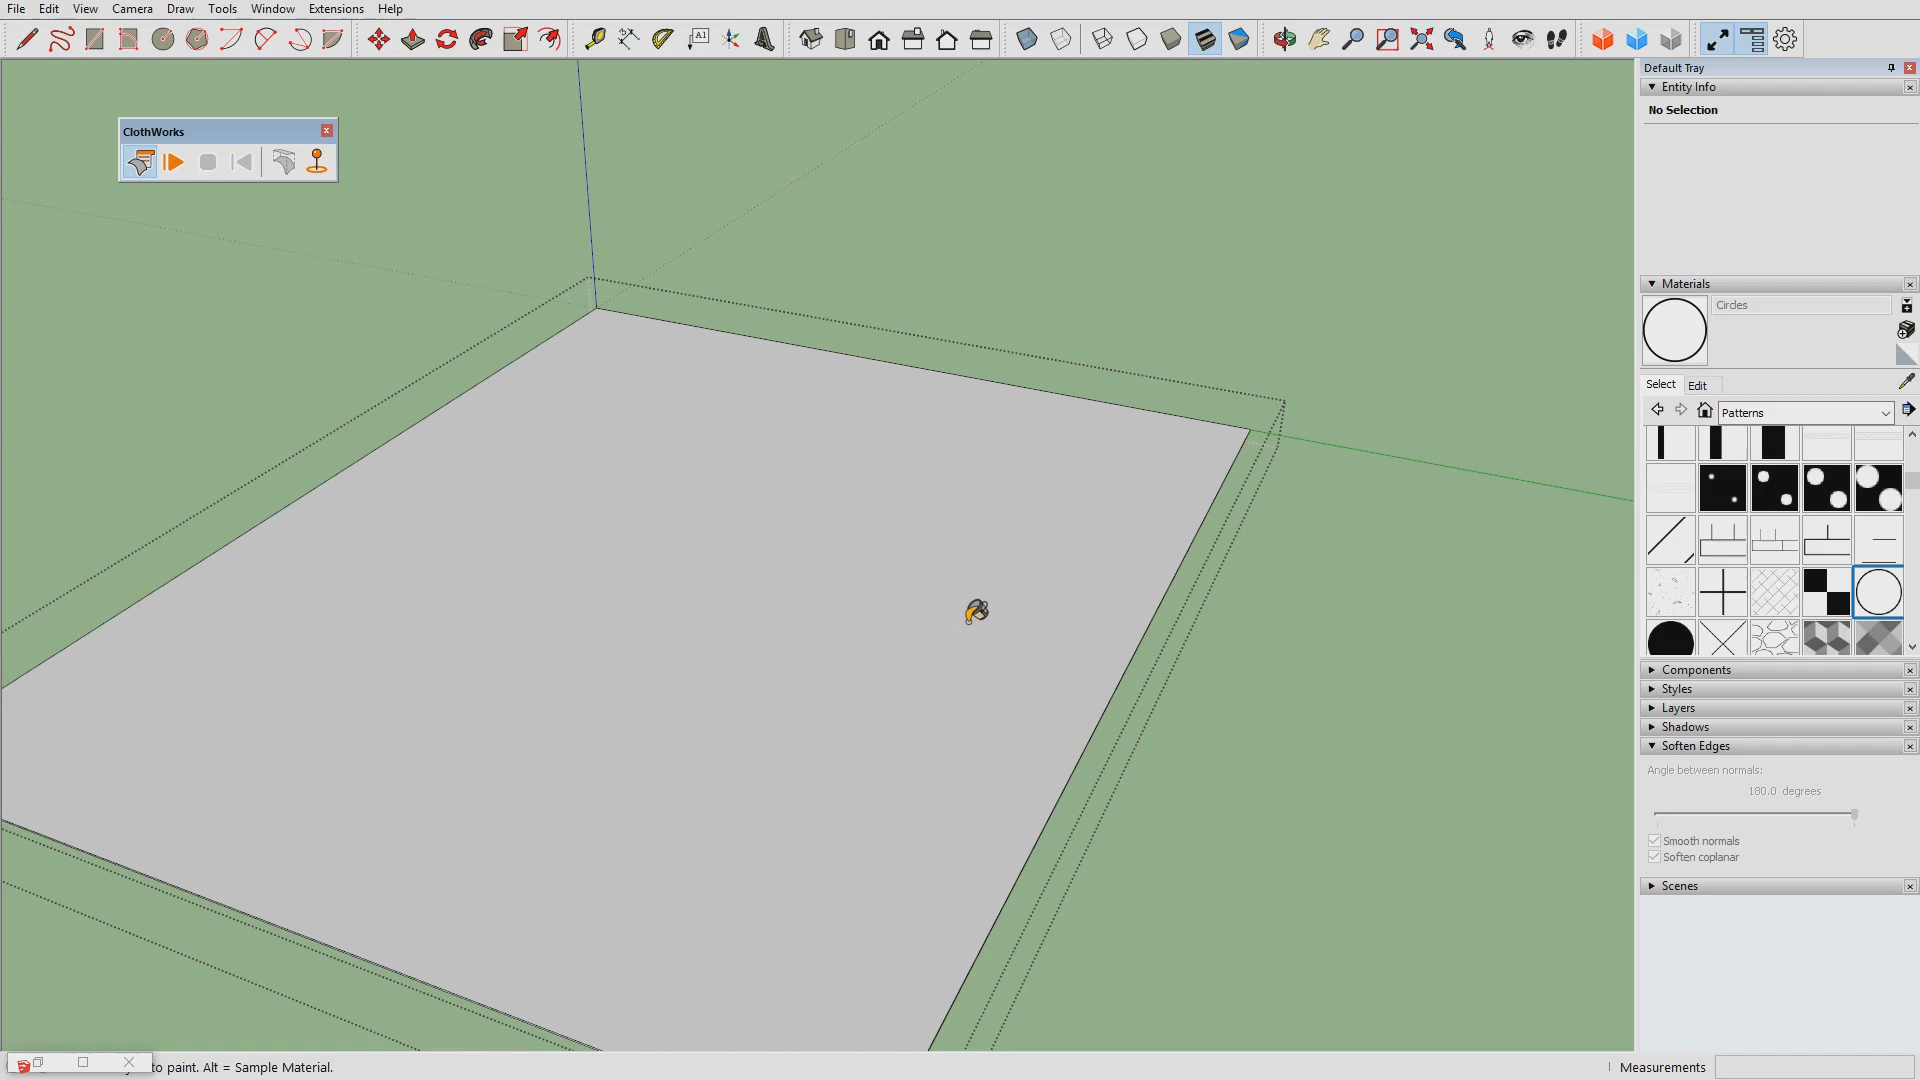 File Edit View Camera Draw Tools Window Extensions Help
A1
Default Tray
Entity Info
No Selection
ClothWorks
Materials
Circles
Select Edit
Patterns
Components
Styles
Layers
Shadows
Soften Edges
Angle between normals:
180.0 degrees
Smooth normals
Soften coplanar
Scenes
to paint. Alt = Sample Material.
Measurements